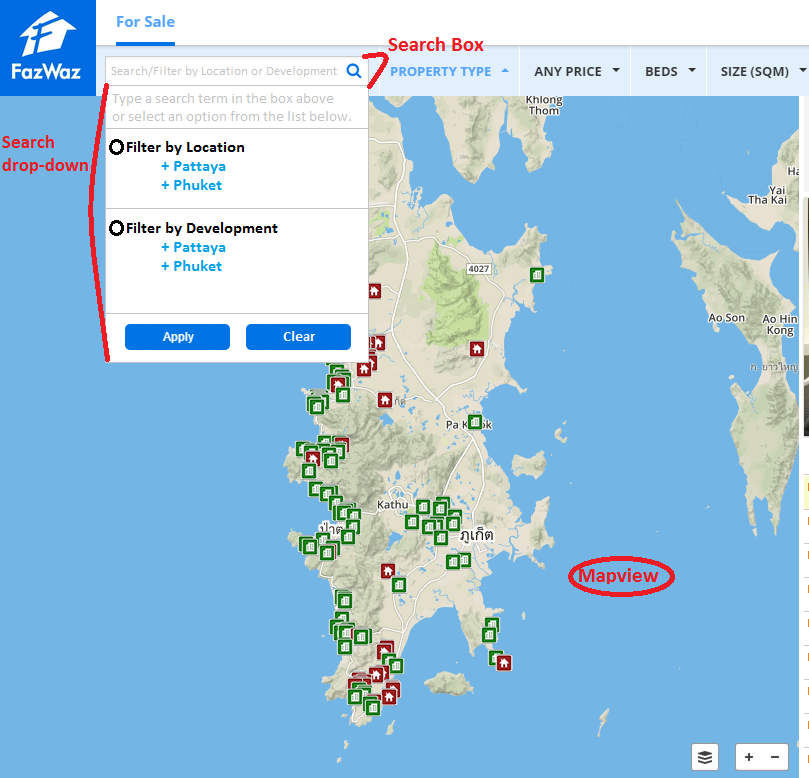 For Sale
FazWaz
Search Box
Search/Filter by Location or Development
PROPERTY TYPE
ANY PRICE
BEDS
SIZE (SQM)
Type a search term in the box above
or select an option from the list below.
Search
drop-down
Filter by Location
+ Pattaya
+ Phuket
Filter by Development
+ Pattaya
+ Phuket
Apply
Clear
Khlong
Thom
Yai
Tha Kai
4027
Ao Son
Ao Hin
Kong
Kathu
ภูเก็ต
Mapview
+
-